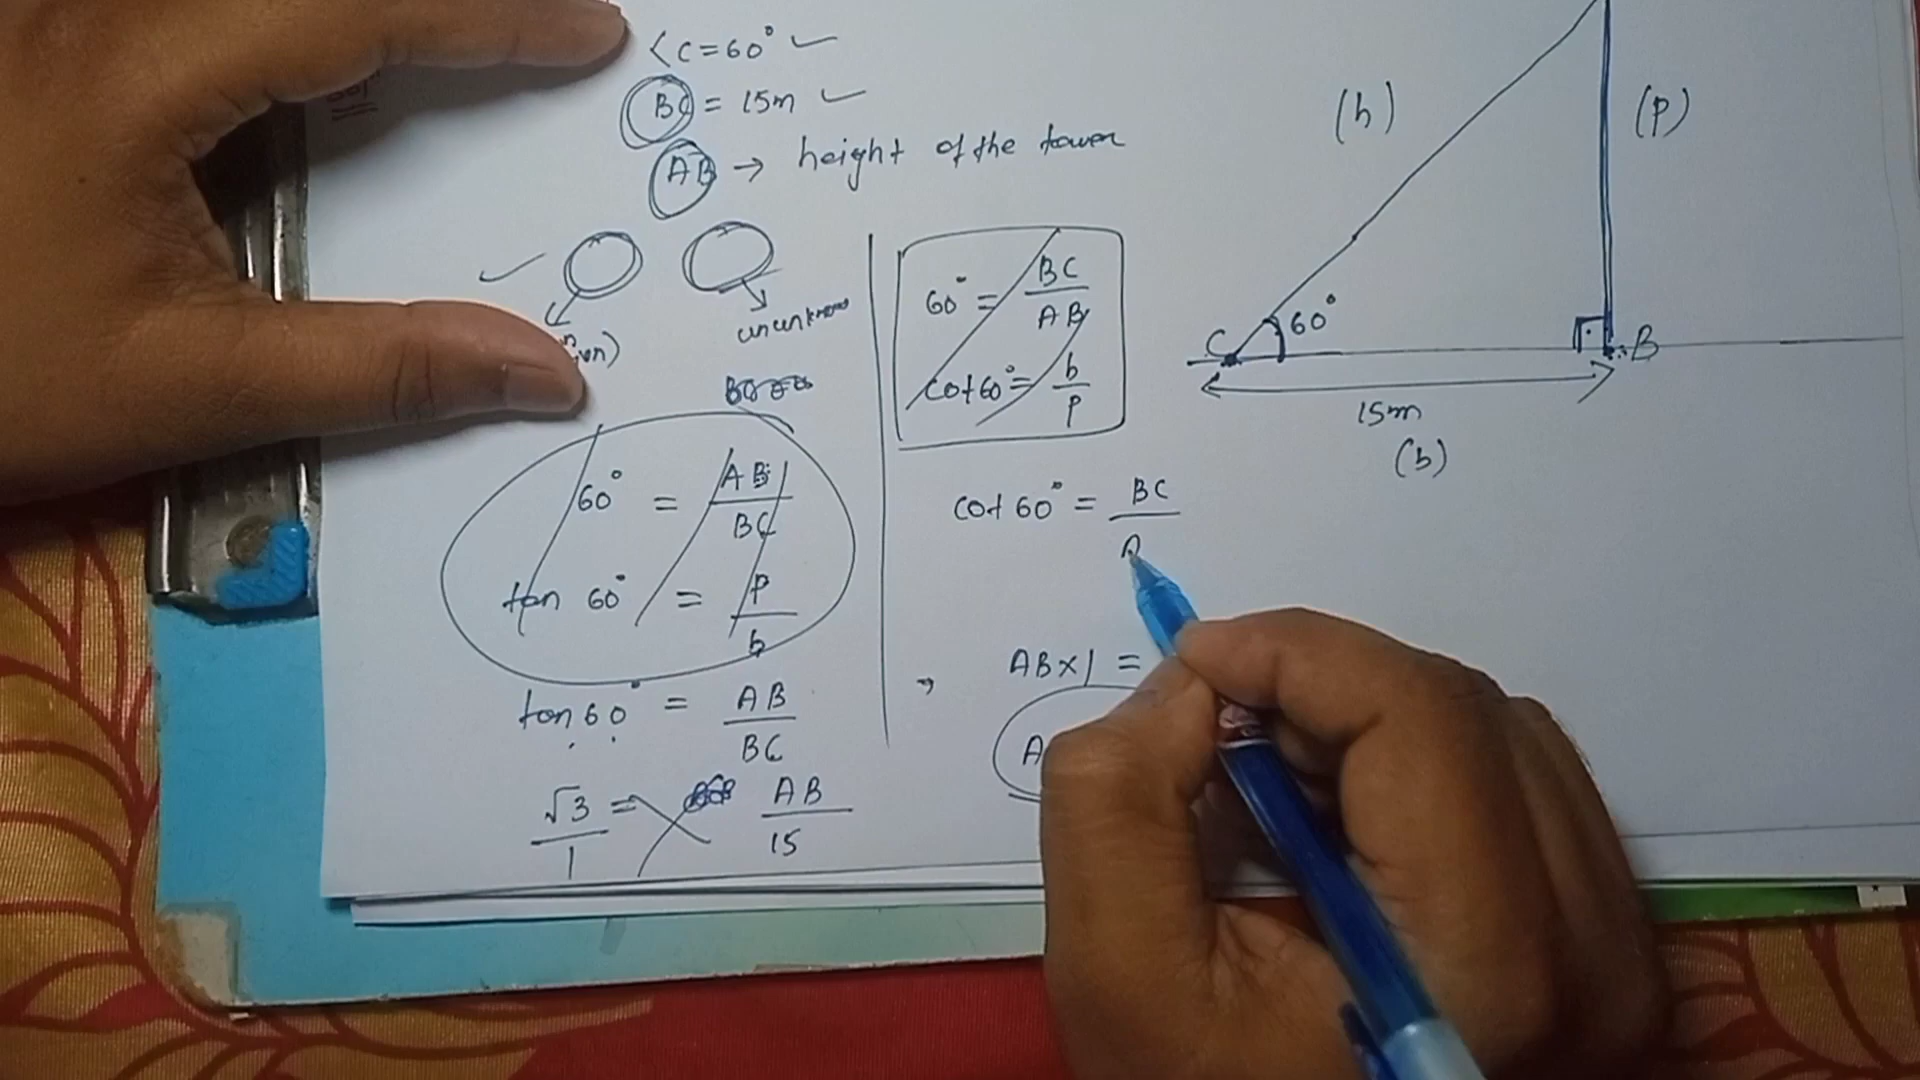 <C = 60°
BC = 15m
AB → height of the tower
60° = AB/BC
tan 60° = p/b
tan 60° = AB/BC
√3/1 = AB/15
60° = BC/AB
cot 60° = b/p
cot 60° = BC/A
AB×1 =
A
(h)
(p)
60°
C
B
15m
(b)